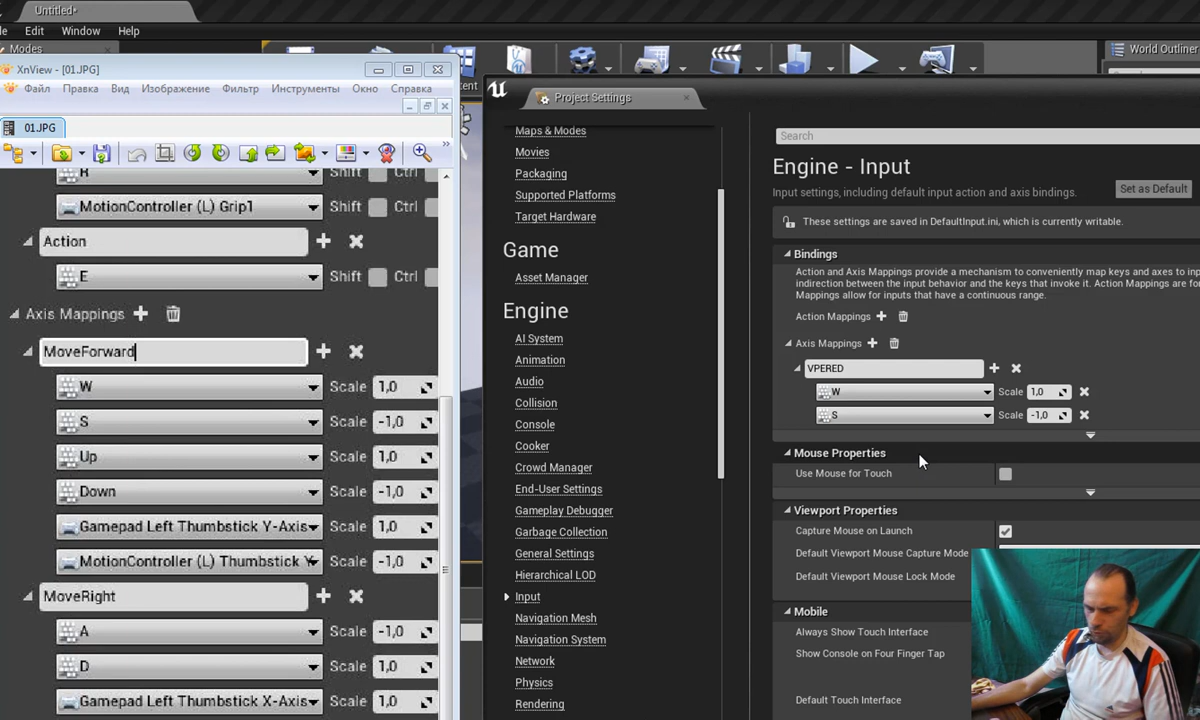 Untitled*
Edit Window Help
Modes
World Outliner
XnView - [01.JPG]
Файл Правка Вид Изображение Фильтр Инструменты Окно Справка
01.JPG
R Shift Ctrl
MotionController (L) Grip1 Shift Ctrl
Action
E Shift Ctrl
Axis Mappings
MoveForward
W Scale 1,0
S Scale -1,0
Up Scale 1,0
Down Scale -1,0
Gamepad Left Thumbstick Y-Axis Scale 1,0
MotionController (L) Thumbstick Y Scale 1,0
MoveRight
A Scale -1,0
D Scale 1,0
Gamepad Left Thumbstick X-Axis Scale 1,0
Project Settings
Maps & Modes
Movies
Packaging
Supported Platforms
Target Hardware
Game
Asset Manager
Engine
AI System
Animation
Audio
Collision
Console
Cooker
Crowd Manager
End-User Settings
Gameplay Debugger
Garbage Collection
General Settings
Hierarchical LOD
Input
Navigation Mesh
Navigation System
Network
Physics
Rendering
Search
Engine - Input
Input settings, including default input action and axis bindings.
Set as Default
These settings are saved in DefaultInput.ini, which is currently writable.
Bindings
Action and Axis Mappings provide a mechanism to conveniently map keys and axes to inp
indirection between the input behavior and the keys that invoke it. Action Mappings are for
Mappings allow for inputs that have a continuous range.
Action Mappings
Axis Mappings
VPERED
W Scale 1,0
S Scale -1,0
Mouse Properties
Use Mouse for Touch
Viewport Properties
Capture Mouse on Launch
Default Viewport Mouse Capture Mode
Default Viewport Mouse Lock Mode
Mobile
Always Show Touch Interface
Show Console on Four Finger Tap
Default Touch Interface